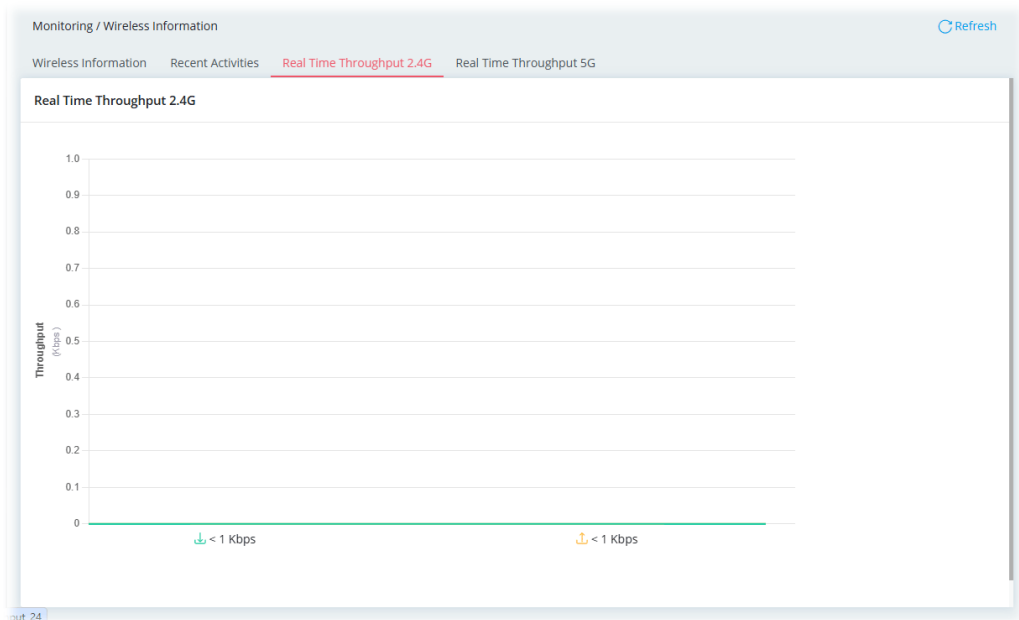 Monitoring / Wireless Information
Refresh
Wireless Information Recent Activities Real Time Throughput 2.4G Real Time Throughput 5G
Real Time Throughput 2.4G
1.0
0.9
0.8
0.7
0.6
Throughput
(Kbps )
0.5
0.4
0.3
0.2
0.1
0
< 1 Kbps < 1 Kbps
24